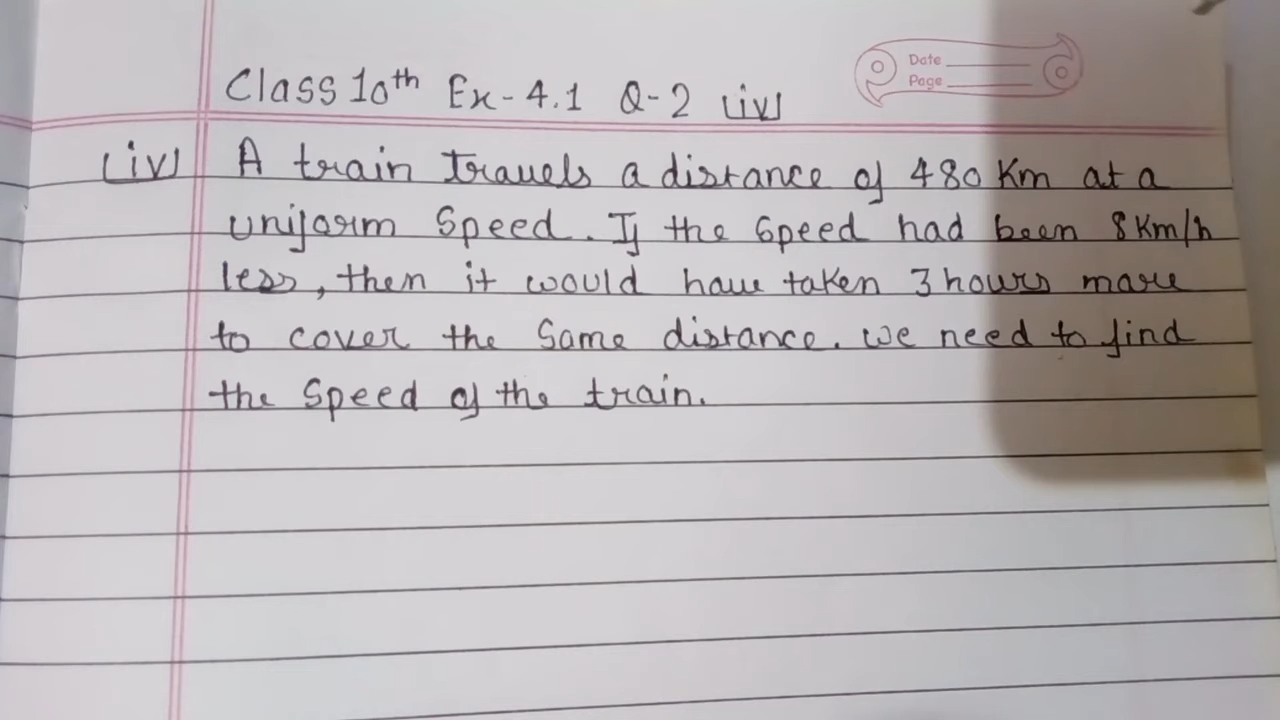 Date
Page
Class 10th Ex-4.1 Q-2 (iv)
(iv) A train travels a distance of 480 Km at a
uniform speed. If the speed had been 8Km/h
less, then it would have taken 3 hours more
to cover the same distance. We need to find
the speed of the train.